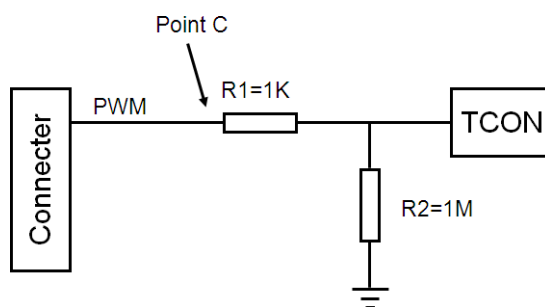 Point C
R1=1K
PWM
TCON
Connecter
R2=1M